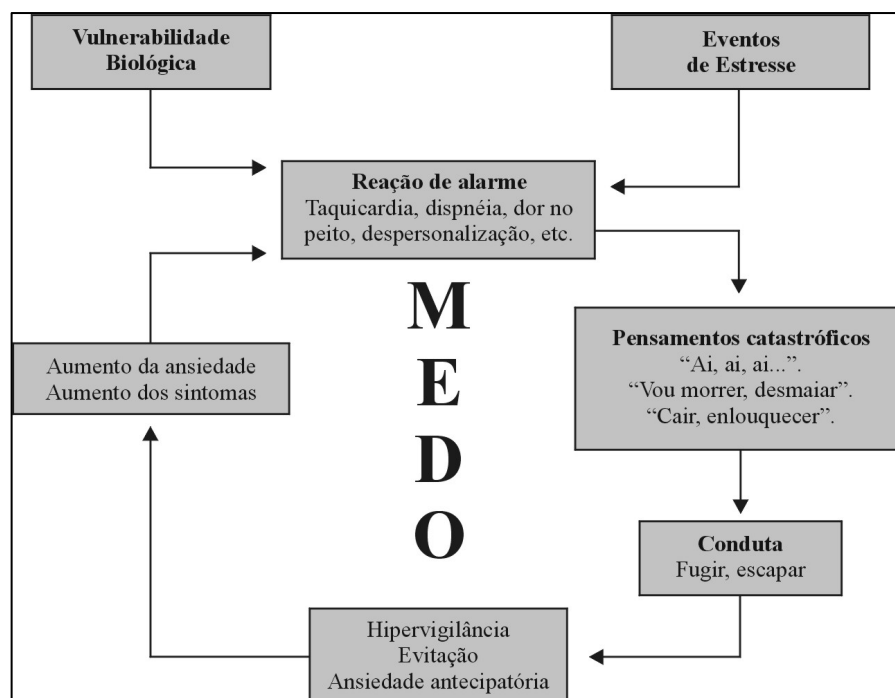 Vulnerabilidade
Biológica
Eventos
de Estresse
Reação de alarme
Taquicardia, dispnéia, dor no
peito, despersonalização, etc.
MEDO
Pensamentos catastróficos
“Ai, ai, ai...”.
“Vou morrer, desmaiar”.
“Cair, enlouquecer”.
Aumento da ansiedade
Aumento dos sintomas
Conduta
Fugir, escapar
Hipervigilância
Evitação
Ansiedade antecipatória